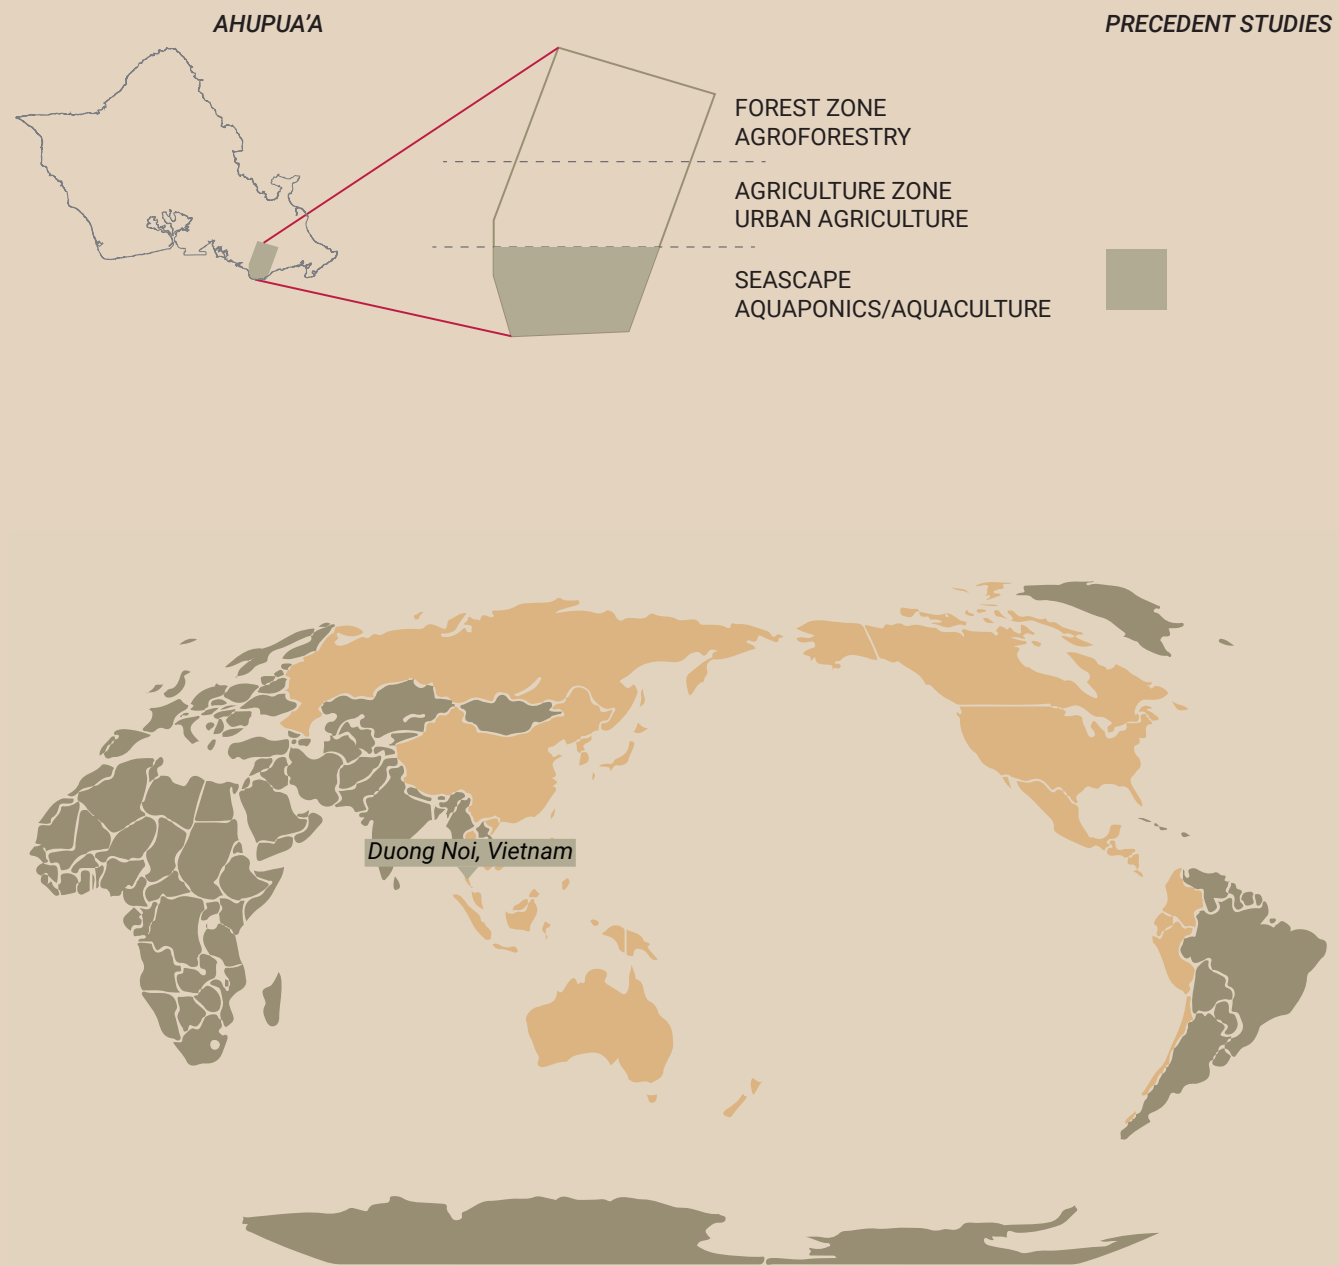 AHUPUA'A
PRECEDENT STUDIES
FOREST ZONE
AGROFORESTRY
AGRICULTURE ZONE
URBAN AGRICULTURE
SEASCAPE
AQUAPONICS/AQUACULTURE
Duong Noi, Vietnam